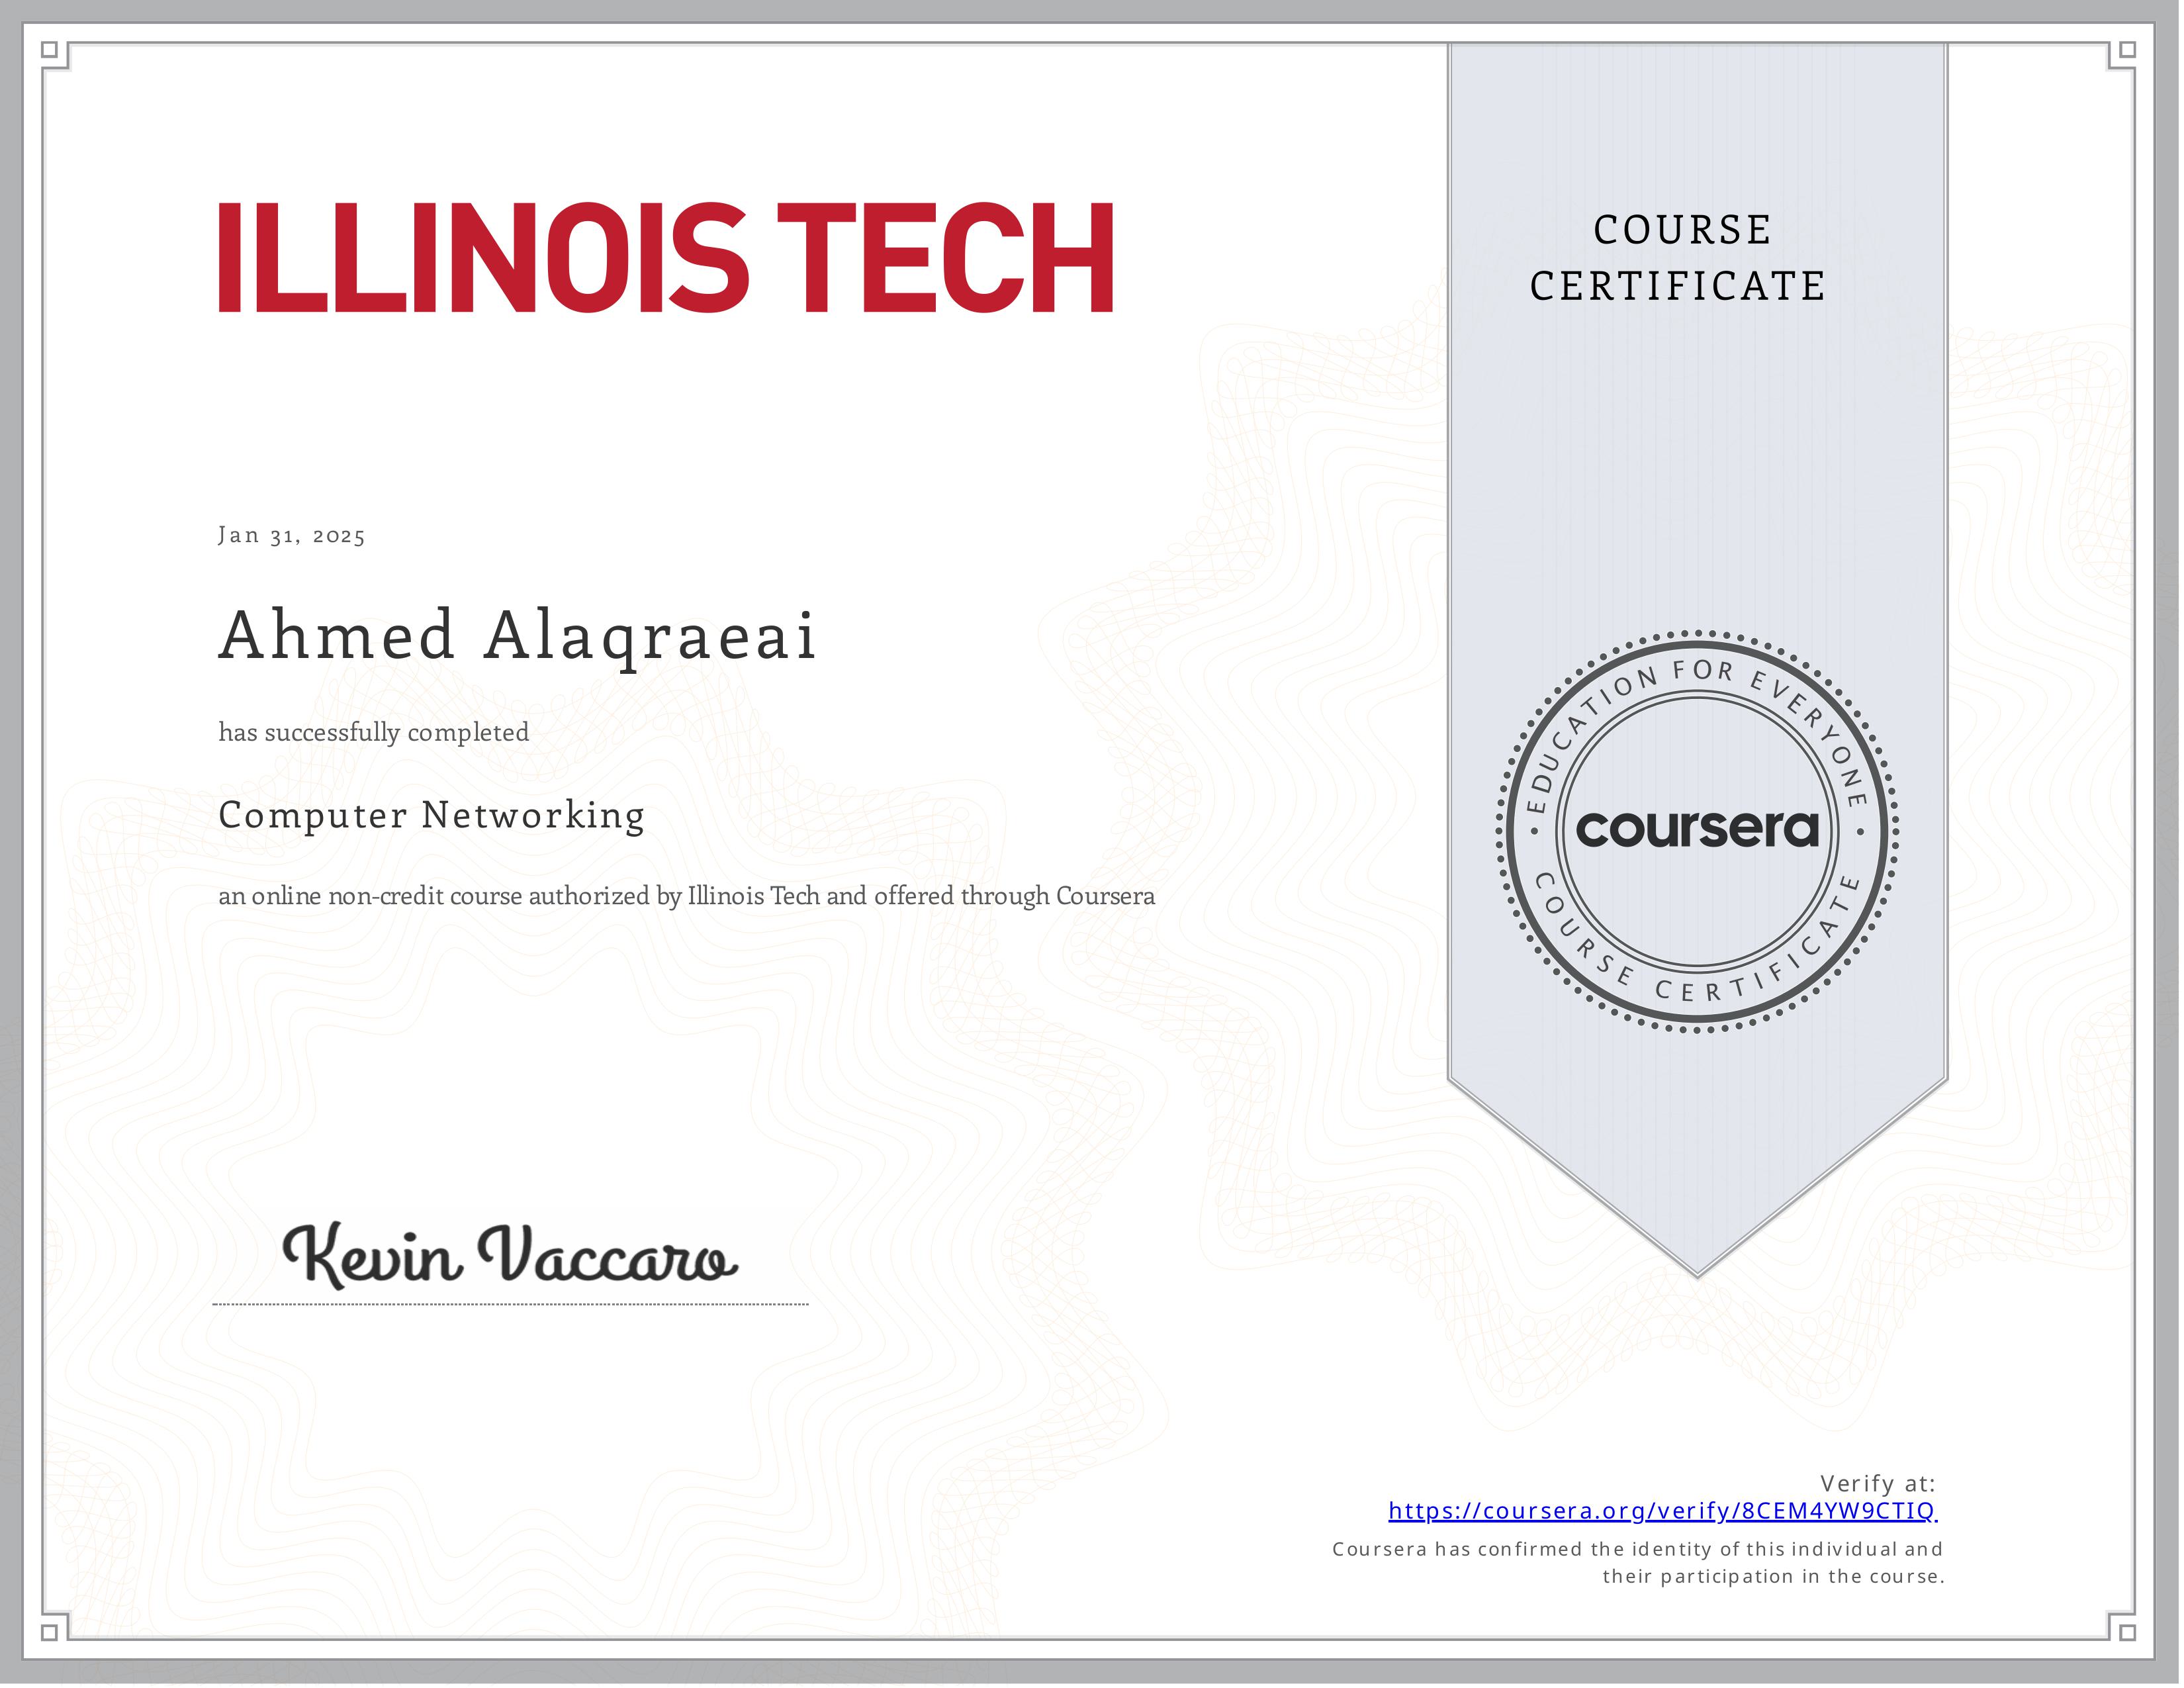 ILLINOIS TECH
COURSE
CERTIFICATE
Jan 31, 2025
Ahmed Alaqraeai
has successfully completed
Computer Networking
an online non-credit course authorized by Illinois Tech and offered through Coursera
EDUCATION FOR EVERYONE
coursera
COURSE CERTIFICATE
Kevin Vaccaro
Verify at:
https://coursera.org/verify/8CEM4YW9CTIQ
Coursera has confirmed the identity of this individual and
their participation in the course.